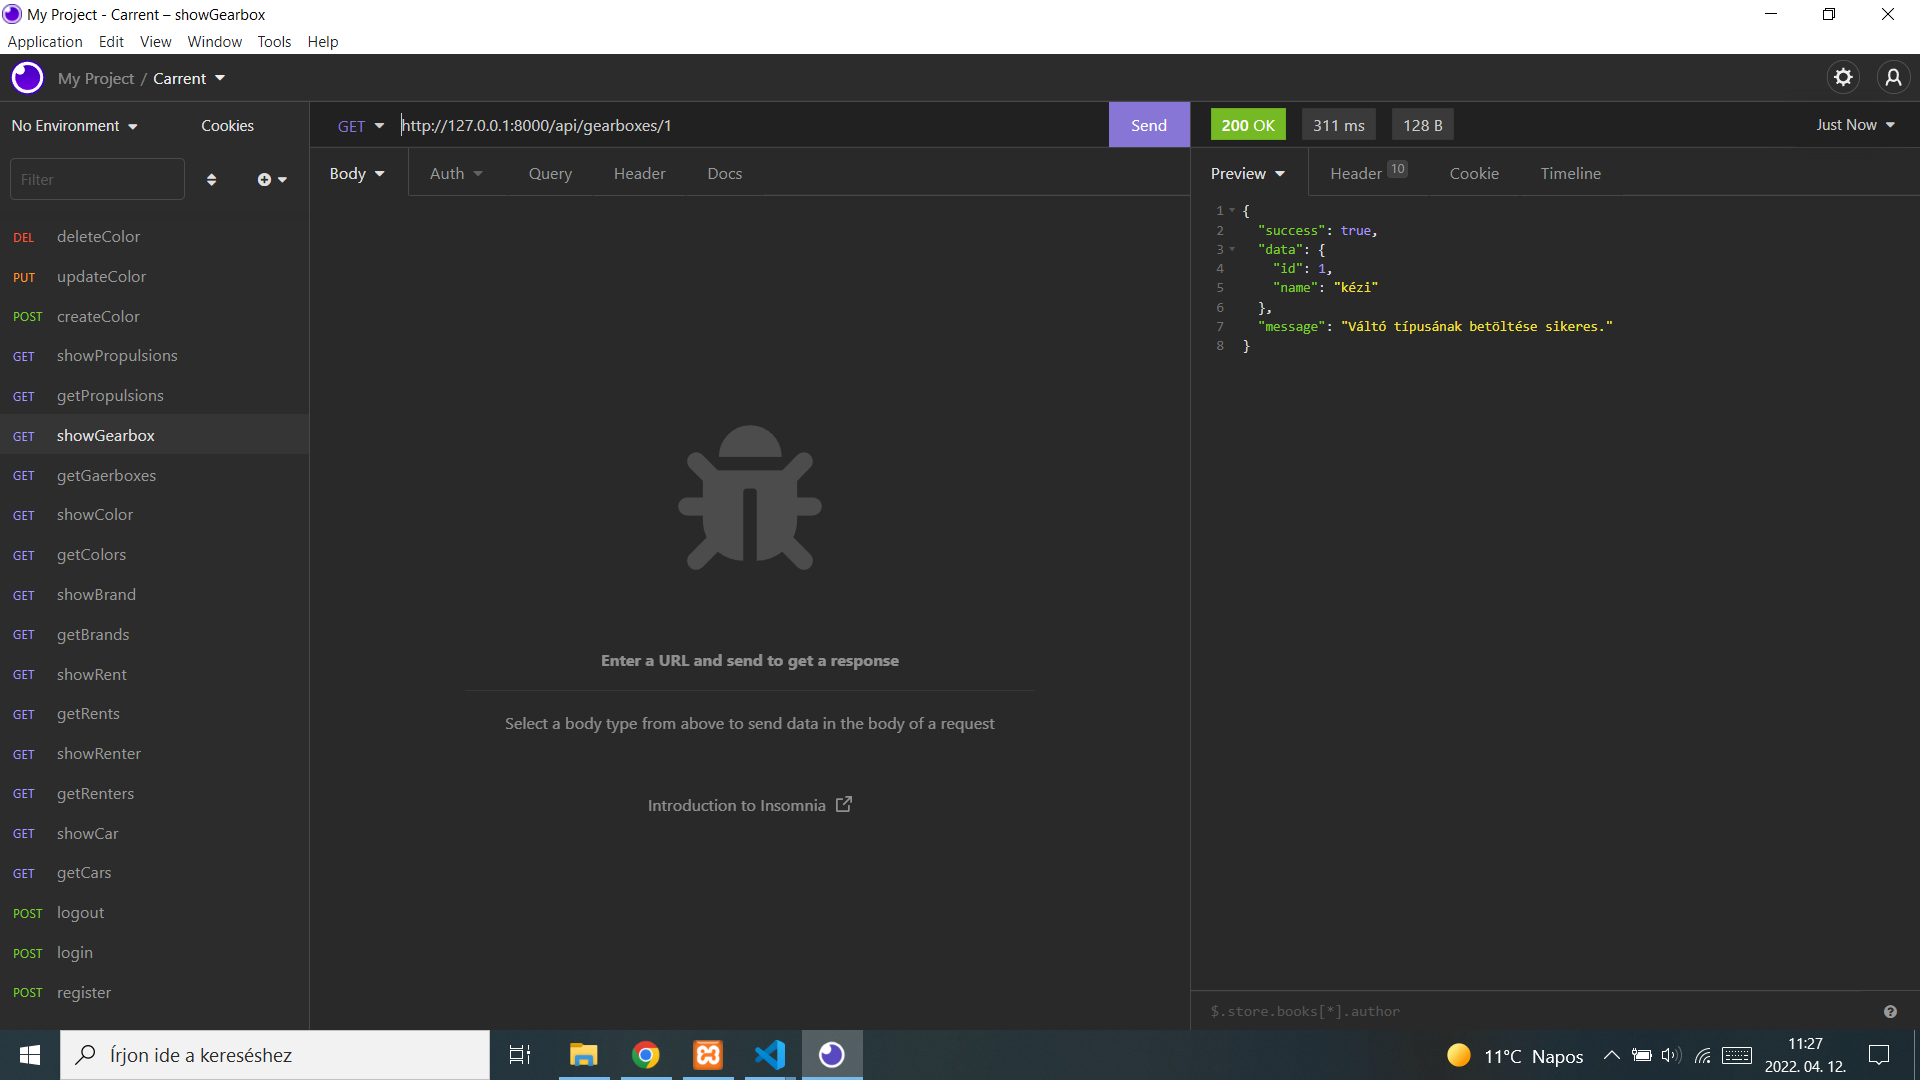 My Project - Carrent – showGearbox
Application Edit View Window Tools Help
My Project / Carrent
No Environment Cookies
Filter
DEL deleteColor
PUT updateColor
POST createColor
GET showPropulsions
GET getPropulsions
GET showGearbox
GET getGaerboxes
GET showColor
GET getColors
GET showBrand
GET getBrands
GET showRent
GET getRents
GET showRenter
GET getRenters
GET showCar
GET getCars
POST logout
POST login
POST register
GET http://127.0.0.1:8000/api/gearboxes/1 Send
Body Auth Query Header Docs
Enter a URL and send to get a response
Select a body type from above to send data in the body of a request
Introduction to Insomnia
200 OK 311 ms 128 B Just Now
Preview Header 10 Cookie Timeline
1 {
2 "success": true,
3 "data": {
4 "id": 1,
5 "name": "kézi"
6 },
7 "message": "Váltó típusának betöltése sikeres."
8 }
$.store.books[*].author
Írjon ide a kereséshez
11°C Napos
11:27
2022. 04. 12.